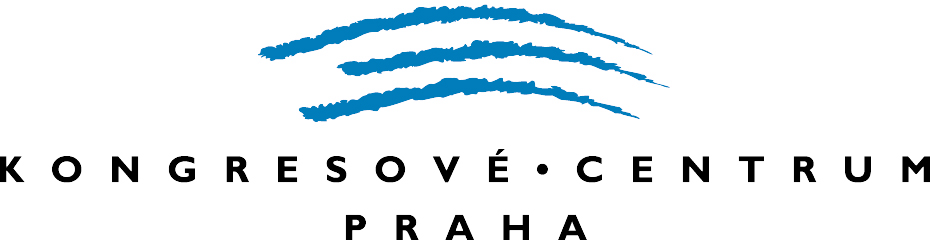 KONGRESOVÉ • CENTRUM
PRAHA